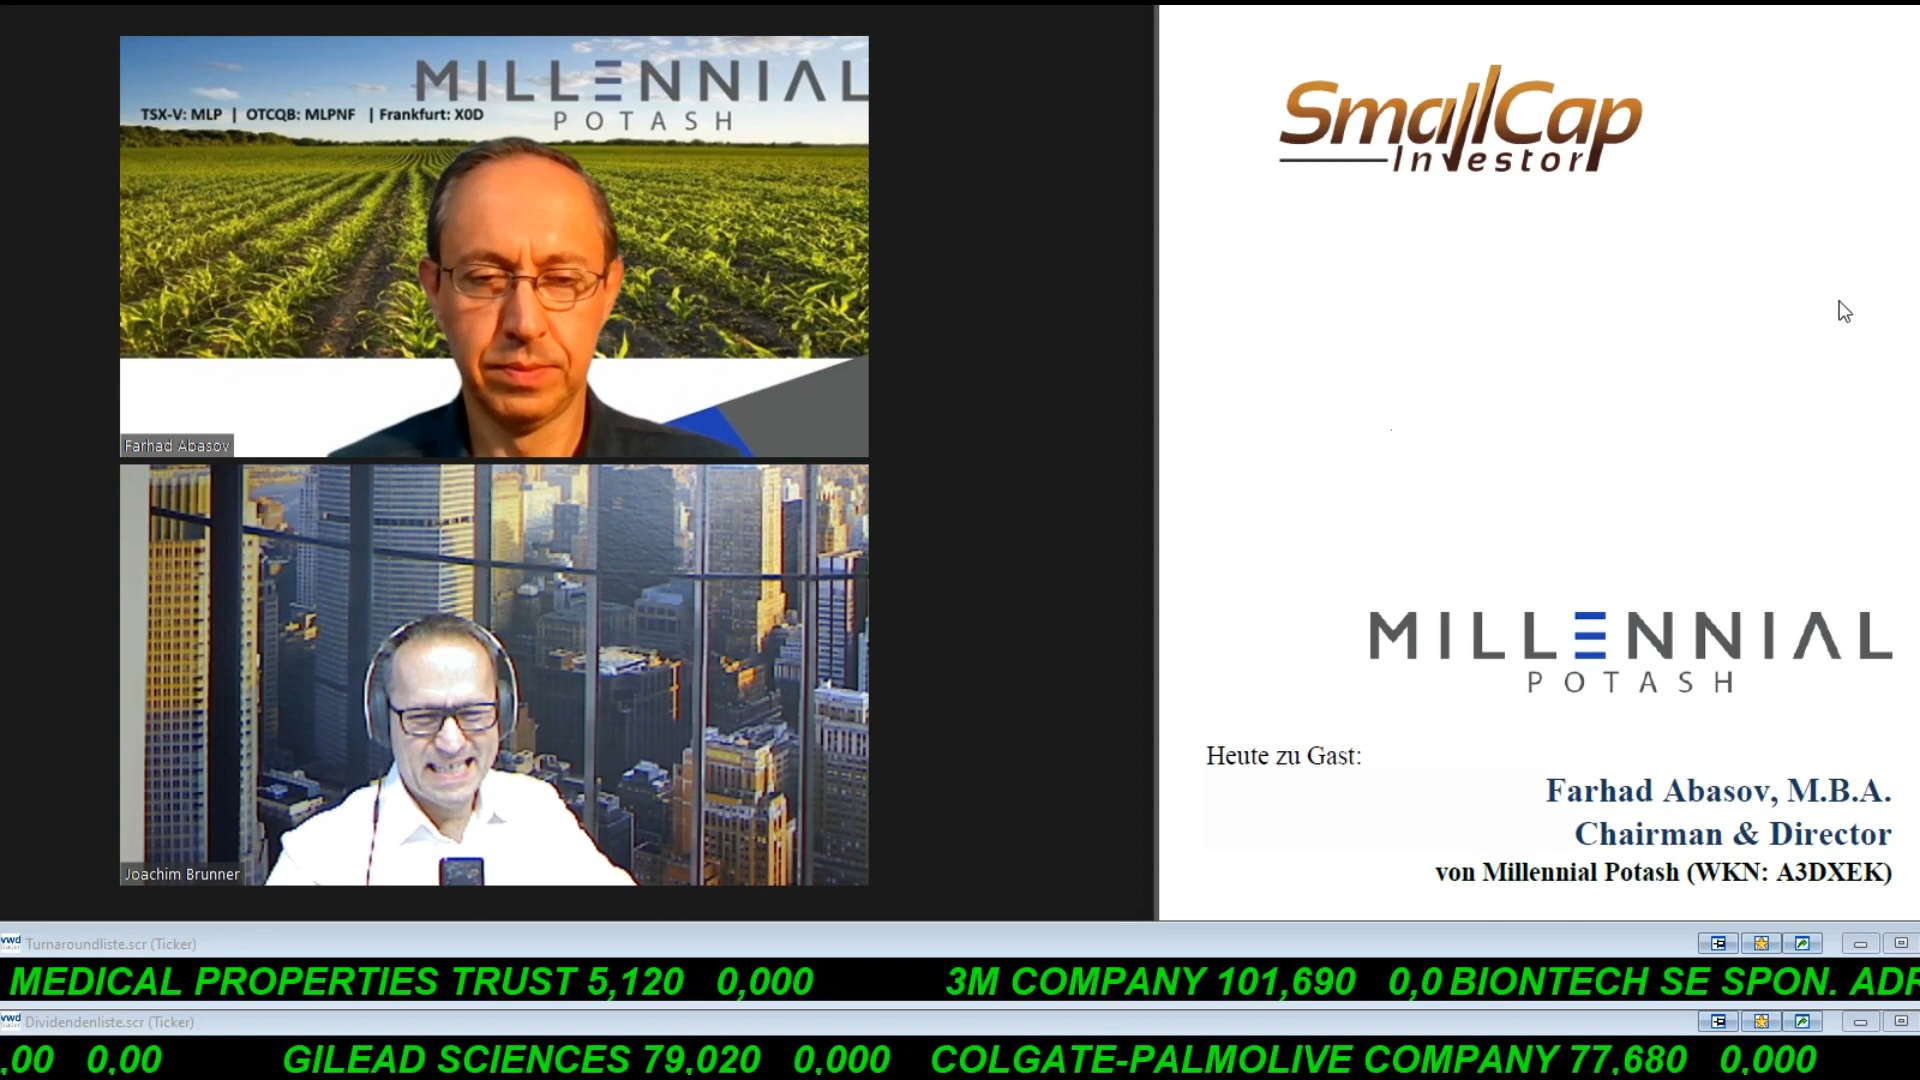 MILLENNIAL
POTASH
TSX-V: MLP | OTCQB: MLPNF | Frankfurt: X0D
Farhad Abasov
Joachim Brunner
SmallCap
Investor
MILLENNIAL
POTASH
Heute zu Gast:
Farhad Abasov, M.B.A.
Chairman & Director
von Millennial Potash (WKN: A3DXEK)
vwd Turnaroundliste.scr (Ticker)
MEDICAL PROPERTIES TRUST 5,120 0,000 3M COMPANY 101,690 0,0 BIONTECH SE SPON. ADR
vwd Dividendenliste.scr (Ticker)
,00 0,00 GILEAD SCIENCES 79,020 0,000 COLGATE-PALMOLIVE COMPANY 77,680 0,000